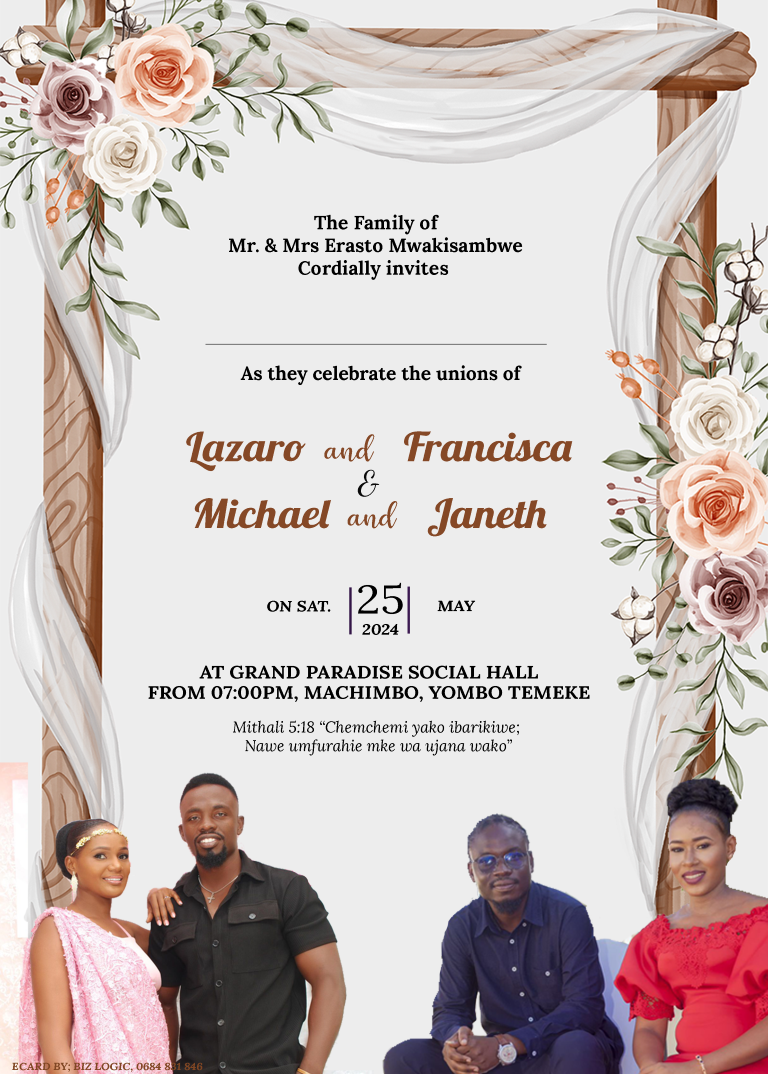 The Family of
Mr. & Mrs Erasto Mwakisambwe
Cordially invites
As they celebrate the unions of
Lazaro and Francisca
&
Michael and Janeth
ON SAT. 25 MAY
2024
AT GRAND PARADISE SOCIAL HALL
FROM 07:00PM, MACHIMBO, YOMBO TEMEKE
Mithali 5:18 “Chemchemi yako ibarikiwe;
Nawe umfurahie mke wa ujana wako”
ECARD BY; BIZ LOGIC, 0684 831 846